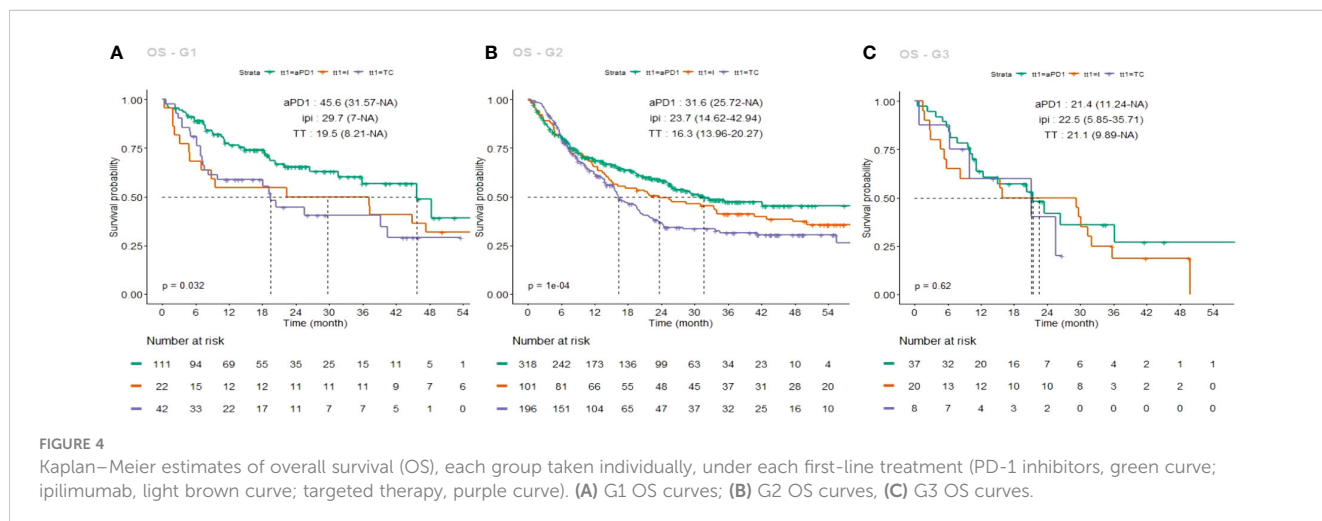 A OS - G1
Strata tt1=aPD1 tt1=I tt1=TC
aPD1 : 45.6 (31.57-NA)
ipi : 29.7 (7-NA)
TT : 19.5 (8.21-NA)
Survival probability
1.00
0.75
0.50
0.25
0.00
p = 0.032
0 6 12 18 24 30 36 42 48 54
Time (month)
Number at risk
111 94 69 55 35 25 15 11 5 1
22 15 12 12 11 11 11 9 7 6
42 33 22 17 11 7 7 5 1 0
B OS - G2
Strata tt1=aPD1 tt1=I tt1=TC
aPD1 : 31.6 (25.72-NA)
ipi : 23.7 (14.62-42.94)
TT : 16.3 (13.96-20.27)
Survival probability
1.00
0.75
0.50
0.25
0.00
p = 1e-04
0 6 12 18 24 30 36 42 48 54
Time (month)
Number at risk
318 242 173 136 99 63 34 23 10 4
101 81 66 55 48 45 37 31 28 20
196 151 104 65 47 37 32 25 16 10
C OS - G3
Strata tt1=aPD1 tt1=I tt1=TC
aPD1 : 21.4 (11.24-NA)
ipi : 22.5 (5.85-35.71)
TT : 21.1 (9.89-NA)
Survival probability
1.00
0.75
0.50
0.25
0.00
p = 0.62
0 6 12 18 24 30 36 42 48 54
Time (month)
Number at risk
37 32 20 16 7 6 4 2 1 1
20 13 12 10 10 8 3 2 2 0
8 7 4 3 2 0 0 0 0 0
FIGURE 4
Kaplan–Meier estimates of overall survival (OS), each group taken individually, under each first-line treatment (PD-1 inhibitors, green curve;
ipilimumab, light brown curve; targeted therapy, purple curve). (A) G1 OS curves; (B) G2 OS curves, (C) G3 OS curves.